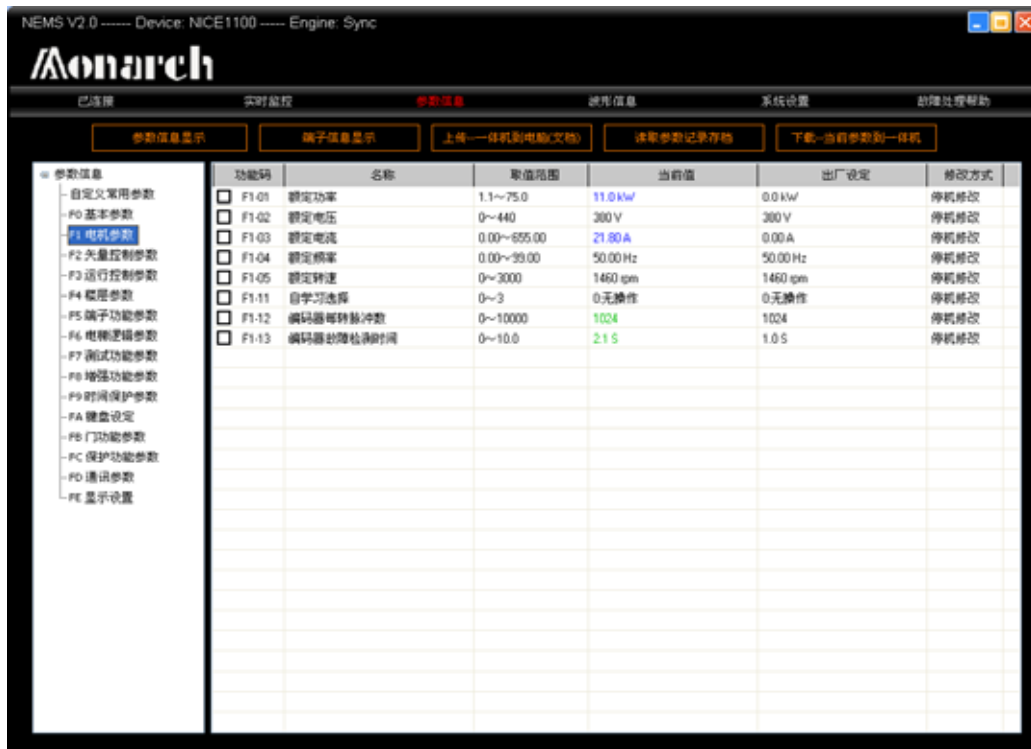 NEMS V2.0 ------ Device: NICE1100 ----- Engine: Sync
Monarch
已连接 实时监控 参数信息 波形信息 系统设置 故障处理帮助
参数信息显示 端子信息显示 上传--一体机到电脑(文档) 读取参数记录存档 下载--当前参数到一体机
参数信息
自定义常用参数
F0 基本参数
F1 电机参数
F2 矢量控制参数
F3 运行控制参数
F4 楼层参数
F5 端子功能参数
F6 电梯逻辑参数
F7 测试功能参数
F8 增强功能参数
F9 时间保护参数
FA 键盘设定
FB 门功能参数
FC 保护功能参数
FD 通讯参数
FE 显示设置
功能码 名称 取值范围 当前值 出厂设定 修改方式
F1-01 额定功率 1.1～75.0 11.0 kW 0.0 kW 停机修改
F1-02 额定电压 0～440 380 V 380 V 停机修改
F1-03 额定电流 0.00～655.00 21.80 A 0.00 A 停机修改
F1-04 额定频率 0.00～99.00 50.00 Hz 50.00 Hz 停机修改
F1-05 额定转速 0～3000 1460 rpm 1460 rpm 停机修改
F1-11 自学习选择 0～3 0:无操作 0:无操作 停机修改
F1-12 编码器每转脉冲数 0～10000 1024 1024 停机修改
F1-13 编码器故障检测时间 0～10.0 2.1 S 1.0 S 停机修改